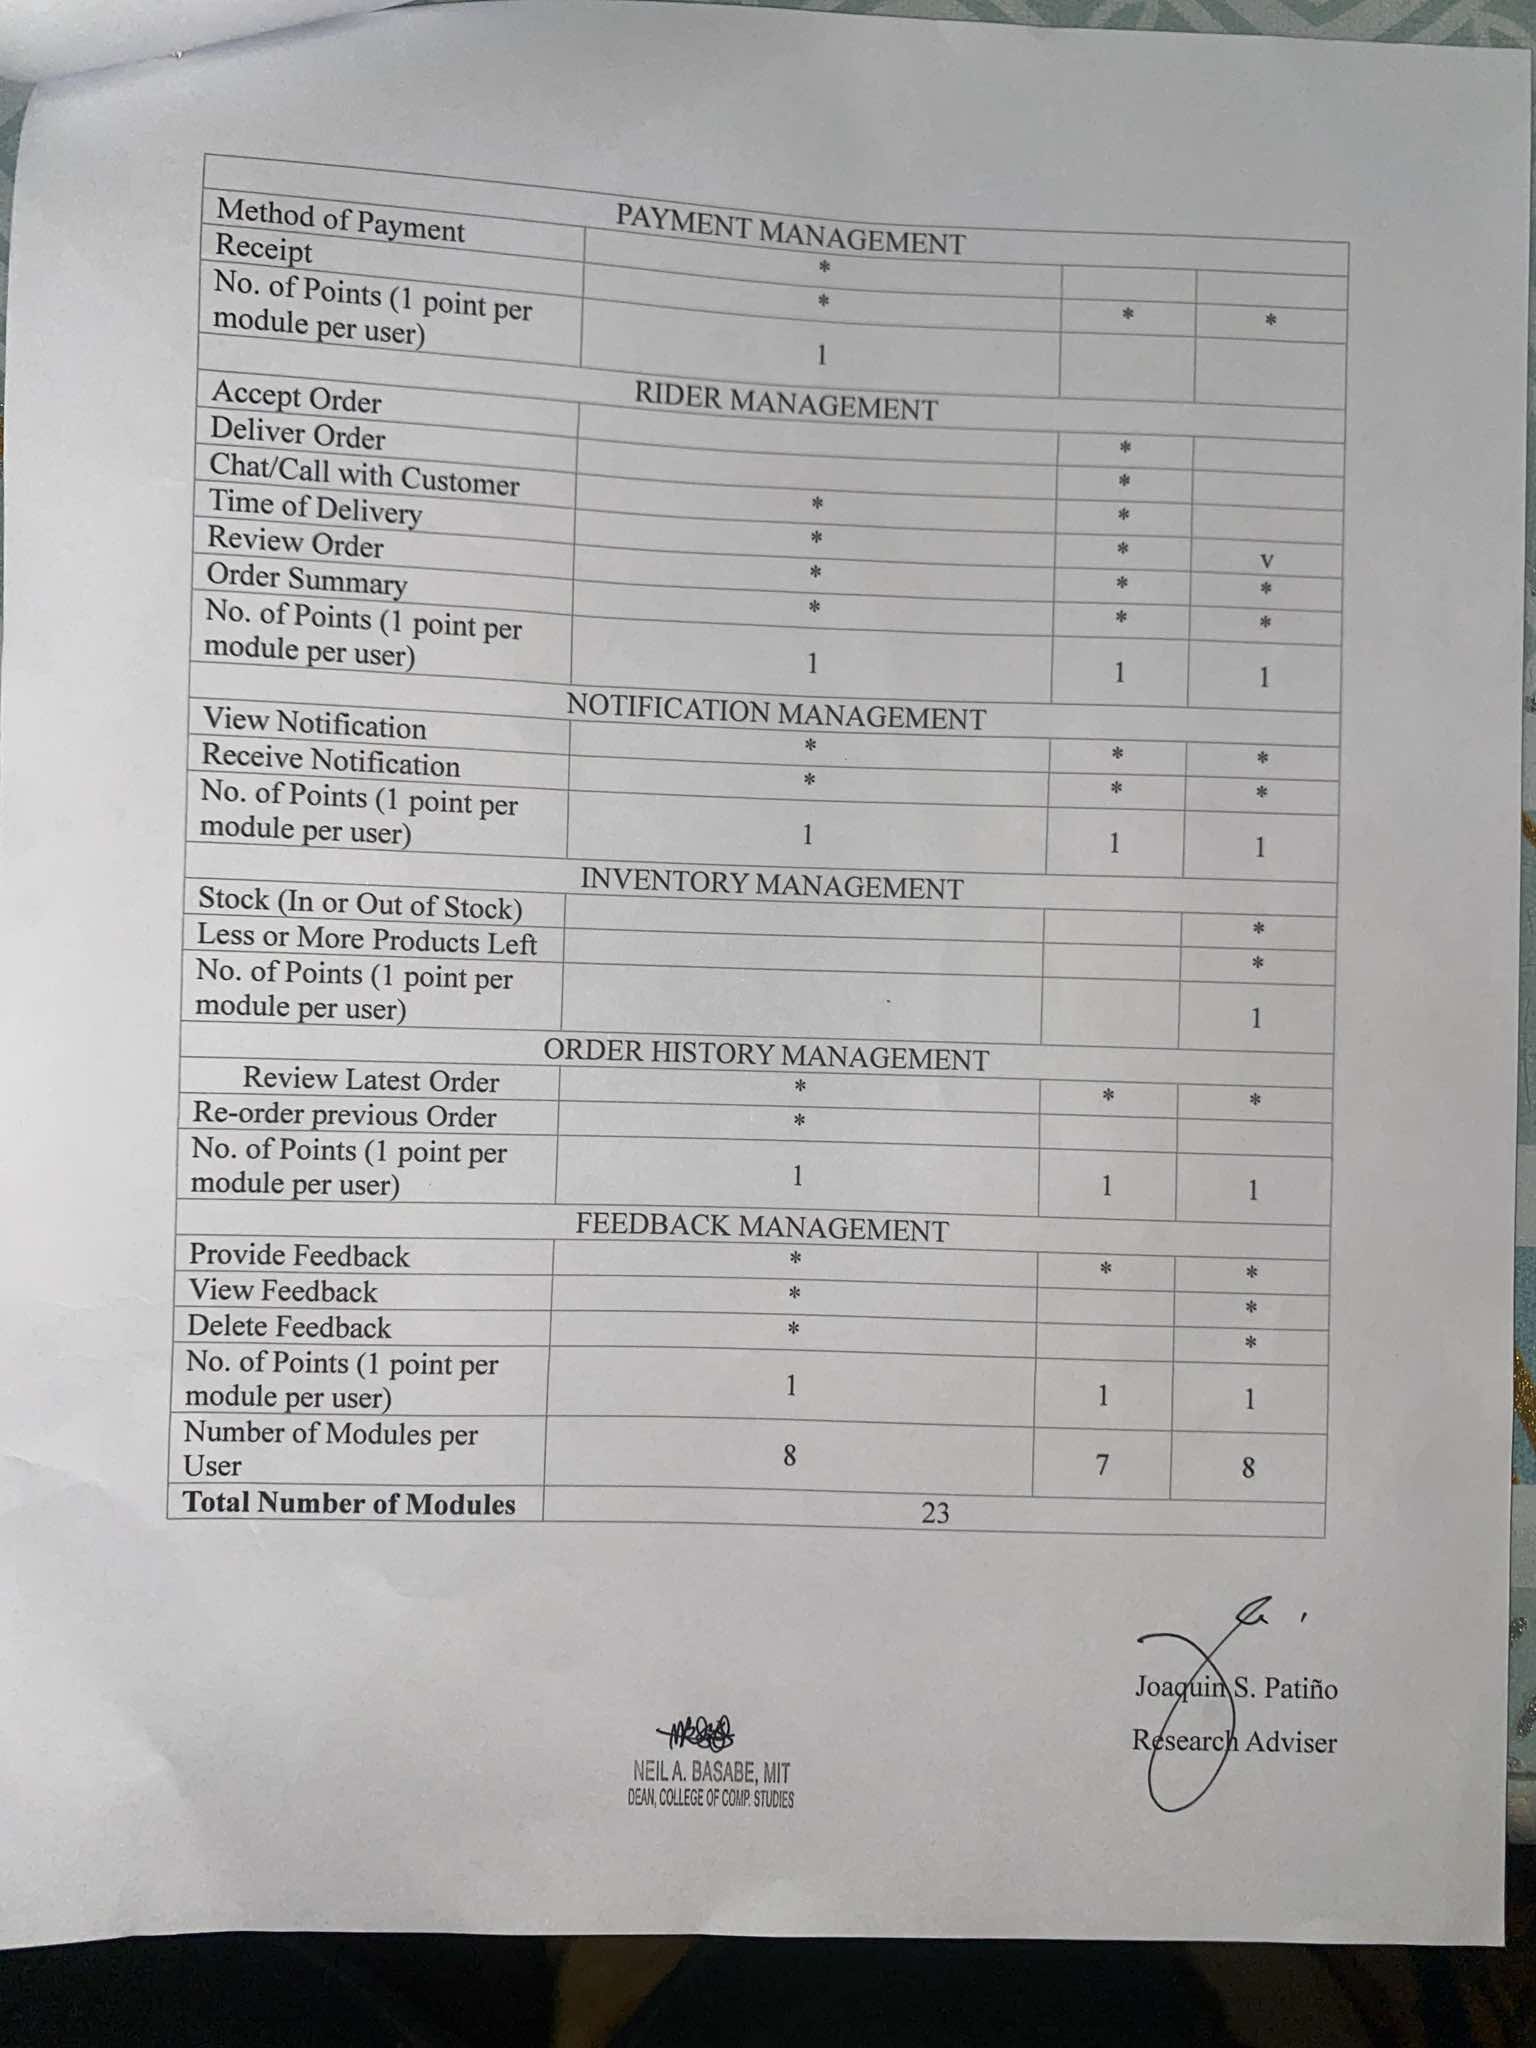 PAYMENT MANAGEMENT
Method of Payment *
Receipt * * *
No. of Points (1 point per
module per user) 1
RIDER MANAGEMENT
Accept Order *
Deliver Order *
Chat/Call with Customer * *
Time of Delivery * * v
Review Order * * *
Order Summary * * *
No. of Points (1 point per
module per user) 1 1 1
NOTIFICATION MANAGEMENT
View Notification * * *
Receive Notification * * *
No. of Points (1 point per
module per user) 1 1 1
INVENTORY MANAGEMENT
Stock (In or Out of Stock) *
Less or More Products Left *
No. of Points (1 point per
module per user) 1
ORDER HISTORY MANAGEMENT
Review Latest Order * * *
Re-order previous Order *
No. of Points (1 point per
module per user) 1 1 1
FEEDBACK MANAGEMENT
Provide Feedback * * *
View Feedback * *
Delete Feedback * *
No. of Points (1 point per
module per user) 1 1 1
Number of Modules per
User 8 7 8
Total Number of Modules 23
Joaquin S. Patiño
Research Adviser
NEIL A. BASABE, MIT
DEAN, COLLEGE OF COMP. STUDIES